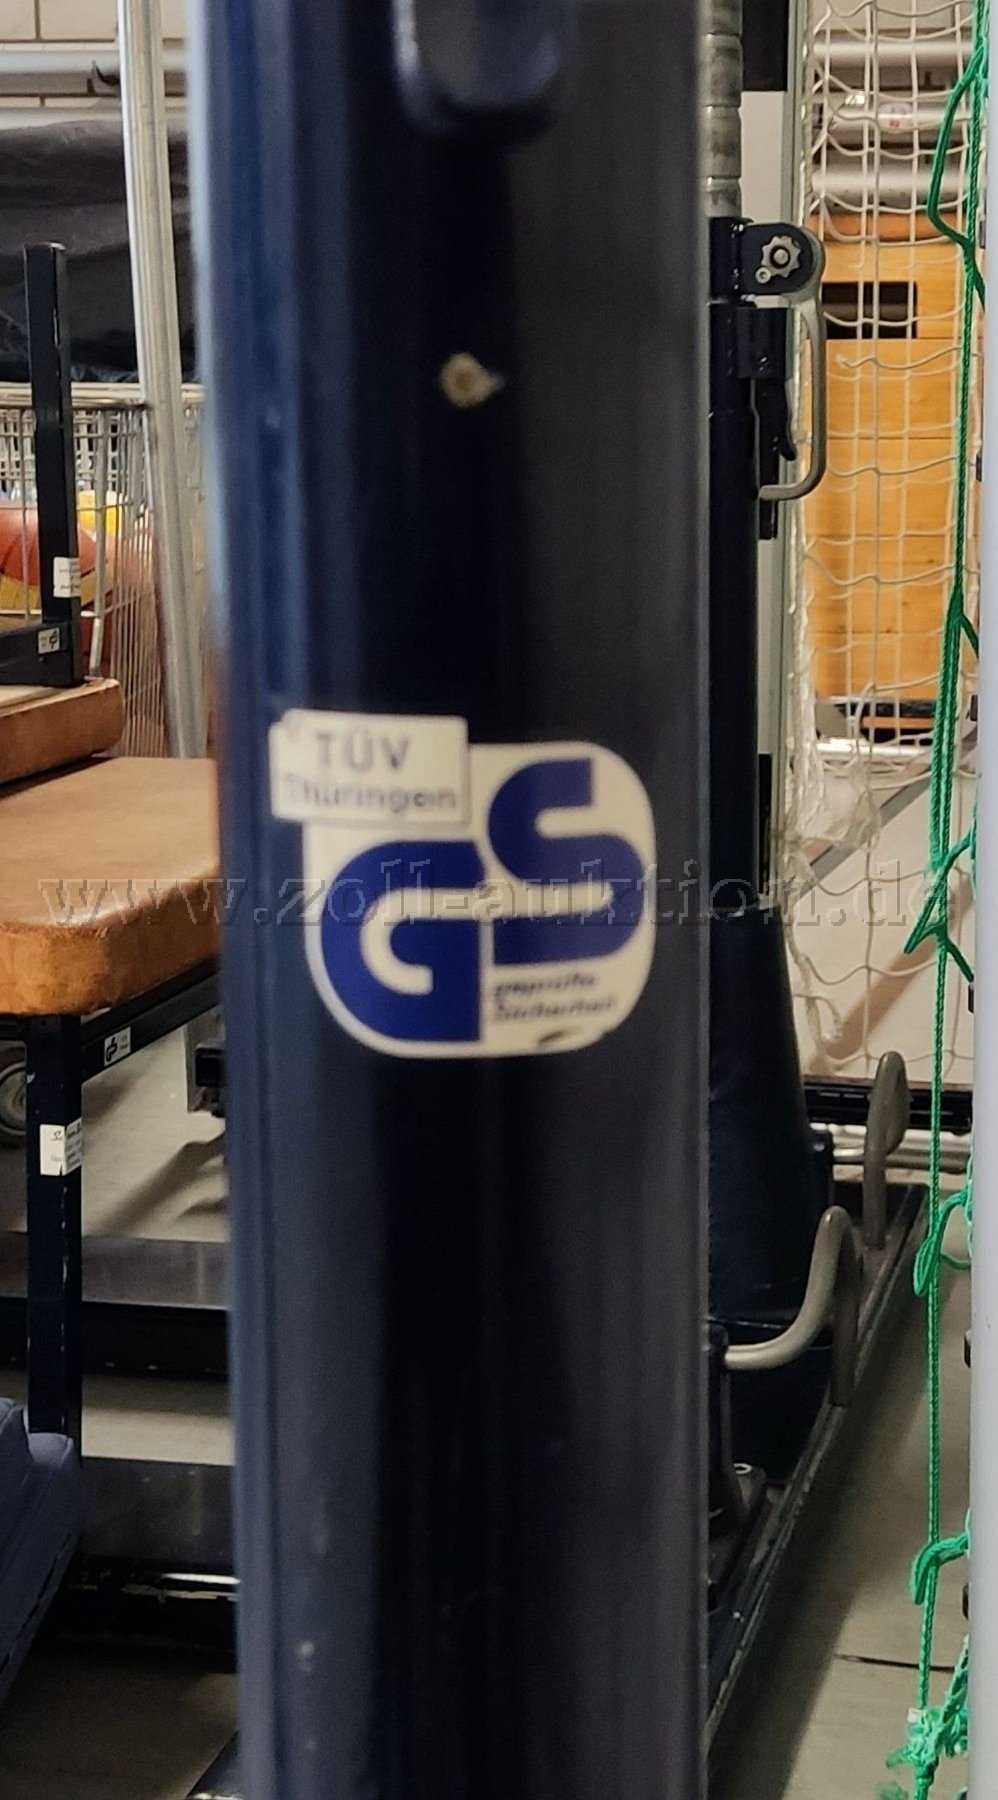 TÜV
Thüringen
GS
geprüfte
Sicherheit
www.zoll-auktion.de